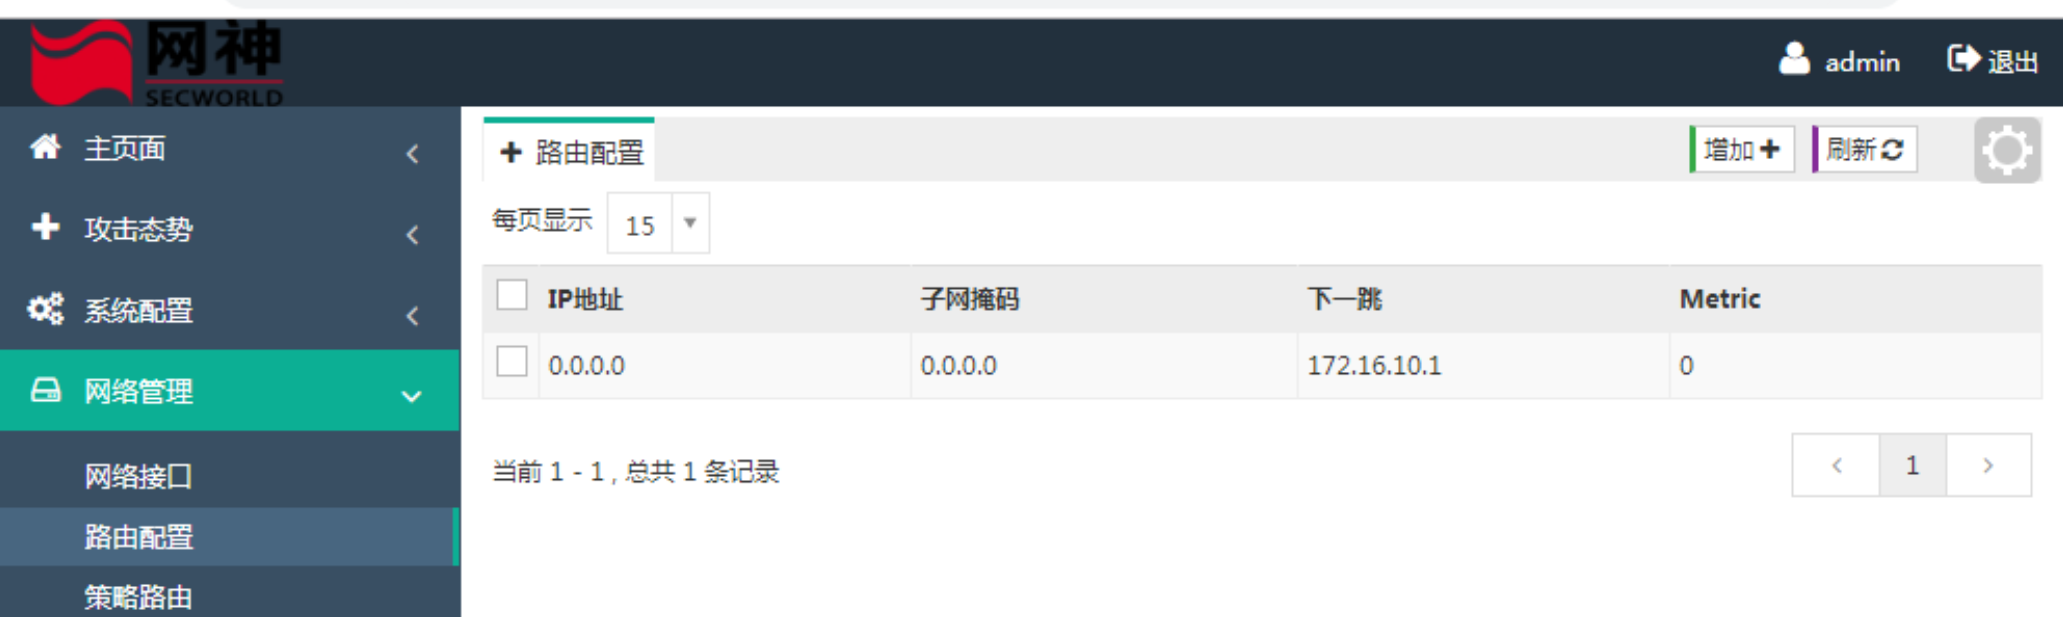 网神
SECWORLD
admin 退出
主页面
攻击态势
系统配置
网络管理
网络接口
路由配置
策略路由
路由配置 增加 刷新
每页显示 15
IP地址 子网掩码 下一跳 Metric
0.0.0.0 0.0.0.0 172.16.10.1 0
当前 1 - 1 , 总共 1 条记录
< 1 >